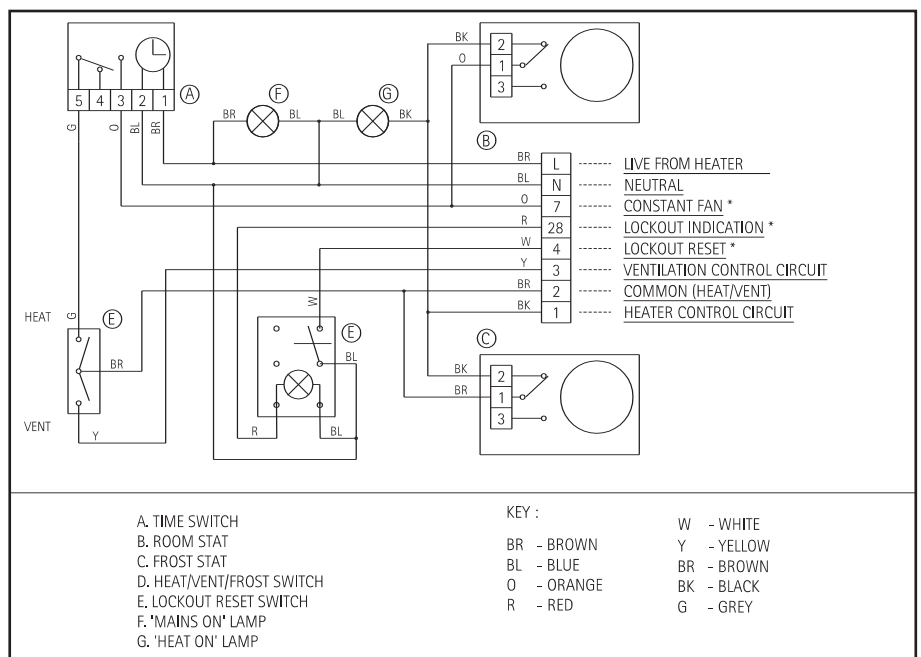 BK
2
O
1
3
5 4 3 2 1
A
F
G
BR
BL
BL
BK
G
O
BL
BR
B
BR L LIVE FROM HEATER
BL N NEUTRAL
O 7 CONSTANT FAN *
R 28 LOCKOUT INDICATION *
W 4 LOCKOUT RESET *
Y 3 VENTILATION CONTROL CIRCUIT
BR 2 COMMON (HEAT/VENT)
BK 1 HEATER CONTROL CIRCUIT
HEAT
G
E
BR
W
E
BL
C
BK
2
BR
1
3
VENT
Y
R
BL
A. TIME SWITCH
B. ROOM STAT
C. FROST STAT
D. HEAT/VENT/FROST SWITCH
E. LOCKOUT RESET SWITCH
F. 'MAINS ON' LAMP
G. 'HEAT ON' LAMP
KEY :
BR - BROWN
BL - BLUE
O - ORANGE
R - RED
W - WHITE
Y - YELLOW
BR - BROWN
BK - BLACK
G - GREY